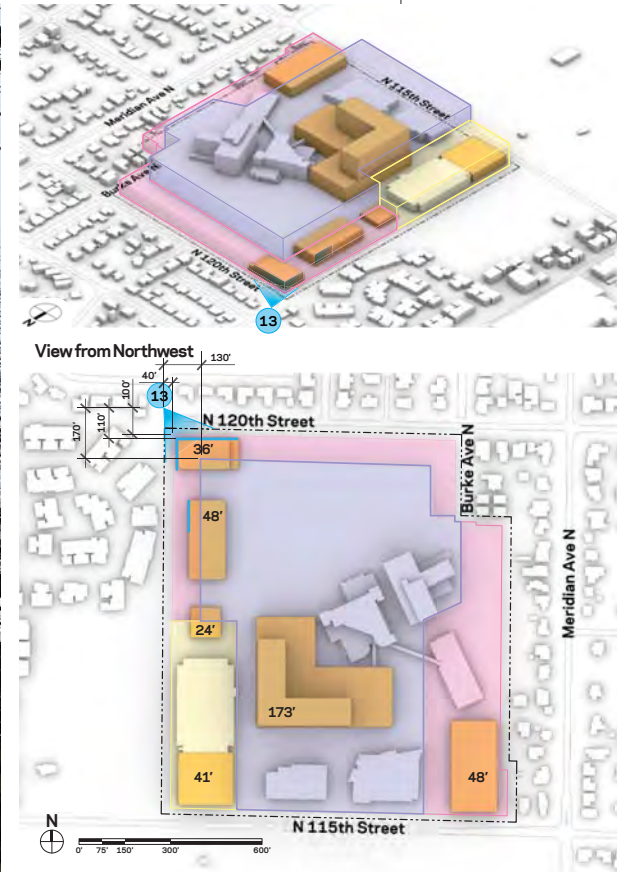 Meridian Ave N
N 115th Street
Burke Ave N
N 120th Street
N
13
View from Northwest
130'
40'
100'
110'
170'
13
N 120th Street
36'
Burke Ave N
48'
Meridian Ave N
24'
173'
41'
48'
N 115th Street
N
0' 75' 150' 300' 600'